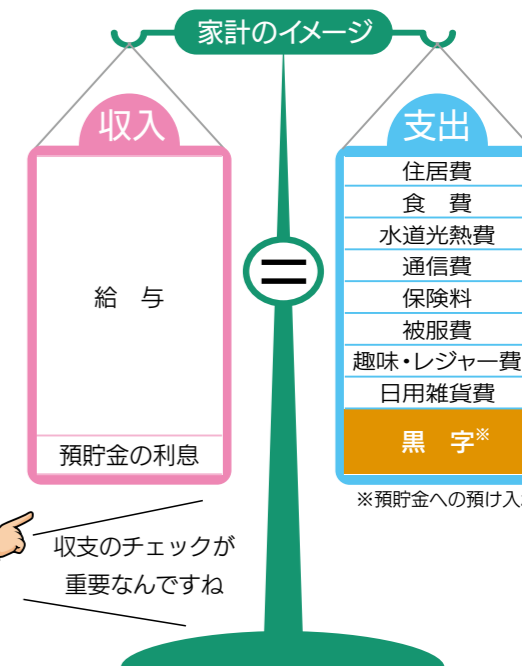 家計のイメージ
収入
給　与
預貯金の利息
＝
支出
住居費
食　費
水道光熱費
通信費
保険料
被服費
趣味・レジャー費
日用雑貨費
黒　字※
※預貯金への預け入
収支のチェックが
重要なんですね